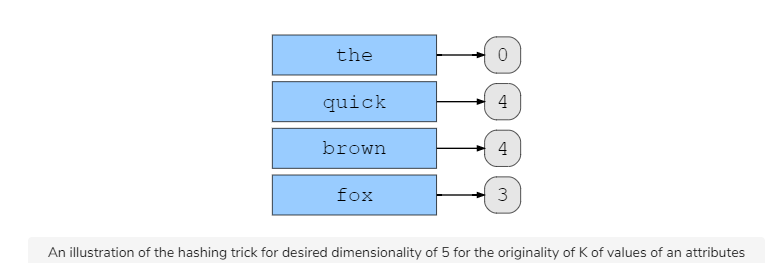 the 0
quick 4
brown 4
fox 3
An illustration of the hashing trick for desired dimensionality of 5 for the originality of K of values of an attributes